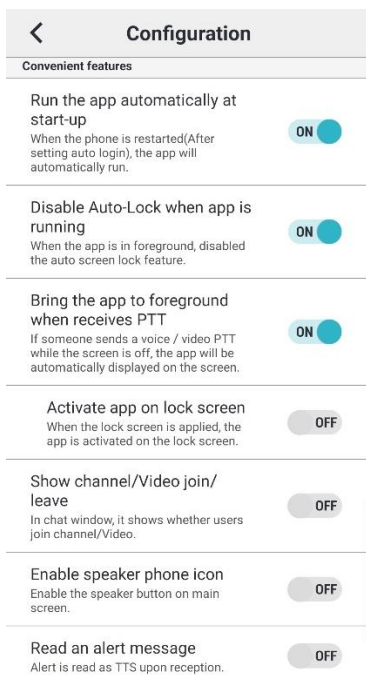 Configuration
Convenient features
Run the app automatically at
start-up
When the phone is restarted(After
setting auto login), the app will
automatically run.
ON
Disable Auto-Lock when app is
running
When the app is in foreground, disabled
the auto screen lock feature.
ON
Bring the app to foreground
when receives PTT
If someone sends a voice / video PTT
while the screen is off, the app will be
automatically displayed on the screen.
ON
Activate app on lock screen
When the lock screen is applied, the
app is activated on the lock screen.
OFF
Show channel/Video join/
leave
In chat window, it shows whether users
join channel/Video.
OFF
Enable speaker phone icon
Enable the speaker button on main
screen.
OFF
Read an alert message
Alert is read as TTS upon reception.
OFF